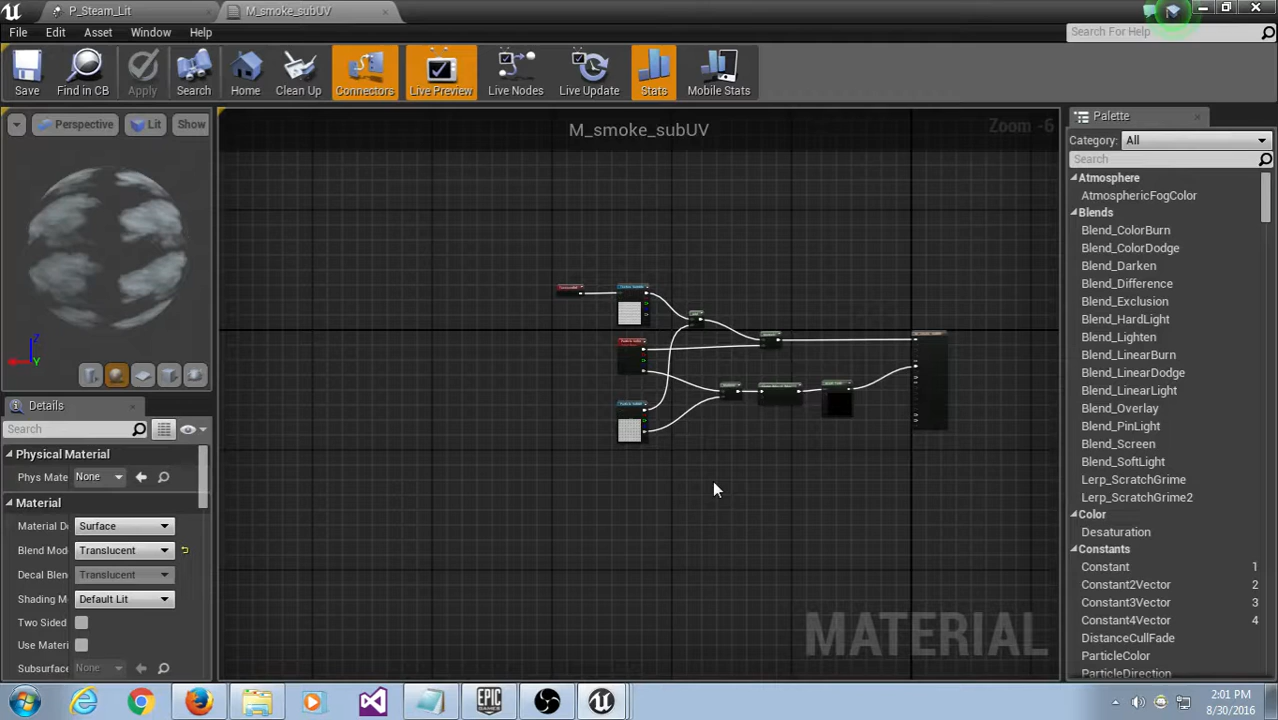 P_Steam_Lit
M_smoke_subUV
File Edit Asset Window Help
Search For Help
Save
Find in CB
Apply
Search
Home
Clean Up
Connectors
Live Preview
Live Nodes
Live Update
Stats
Mobile Stats
Perspective
Lit
Show
M_smoke_subUV
Zoom -6
Z
Y
Details
Search
Physical Material
Phys Mate None
Material
Material Do Surface
Blend Mod Translucent
Decal Blen Translucent
Shading M Default Lit
Two Sided
Use Materi
Subsurface None
MATERIAL
Palette
Category: All
Search
Atmosphere
AtmosphericFogColor
Blends
Blend_ColorBurn
Blend_ColorDodge
Blend_Darken
Blend_Difference
Blend_Exclusion
Blend_HardLight
Blend_Lighten
Blend_LinearBurn
Blend_LinearDodge
Blend_LinearLight
Blend_Overlay
Blend_PinLight
Blend_Screen
Blend_SoftLight
Lerp_ScratchGrime
Lerp_ScratchGrime2
Color
Desaturation
Constants
Constant 1
Constant2Vector 2
Constant3Vector 3
Constant4Vector 4
DistanceCullFade
ParticleColor
ParticleDirection
EPIC
GAMES
2:01 PM
8/30/2016